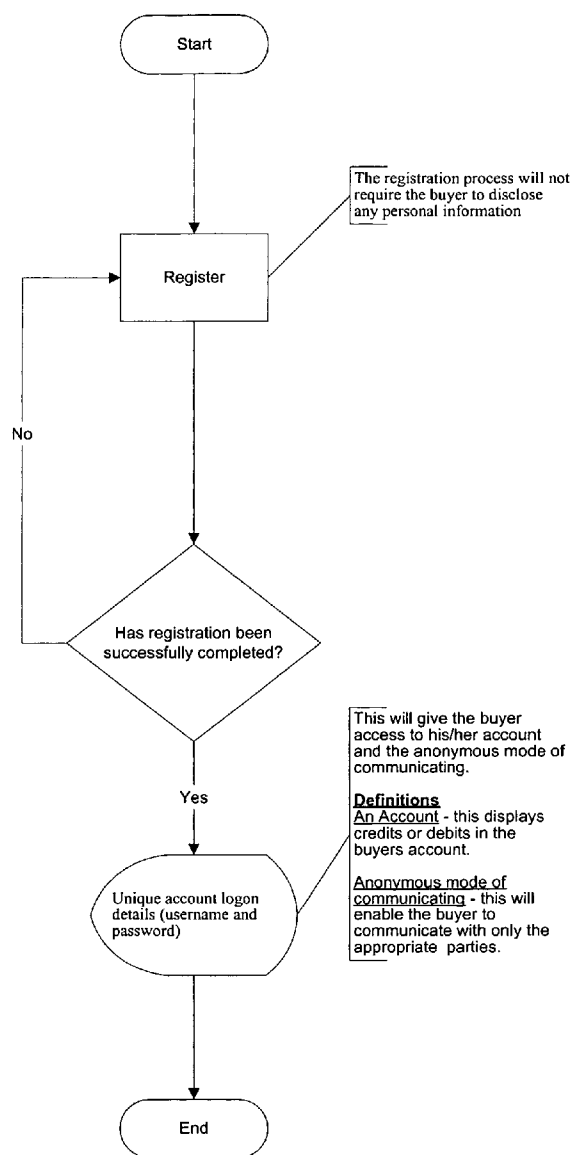 Start
The registration process will not
require the buyer to disclose
any personal information
Register
No
Has registration been
successfully completed?
This will give the buyer
access to his/her account
and the anonymous mode of
communicating.
Definitions
An Account - this displays
credits or debits in the
buyers account.
Anonymous mode of
communicating - this will
enable the buyer to
communicate with only the
appropriate parties.
Yes
Unique account logon
details (username and
password)
End